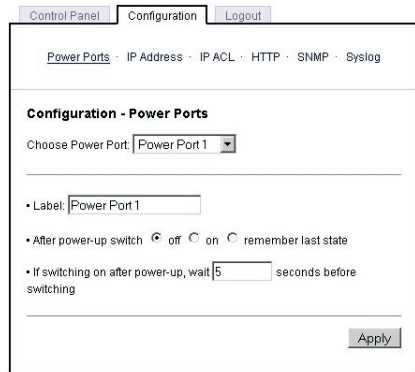 Control Panel Configuration Logout
Power Ports · IP Address · IP ACL · HTTP · SNMP · Syslog
Configuration - Power Ports
Choose Power Port: Power Port 1
▪ Label: Power Port 1
▪ After power-up switch off on remember last state
▪ If switching on after power-up, wait 5 seconds before
switching
Apply